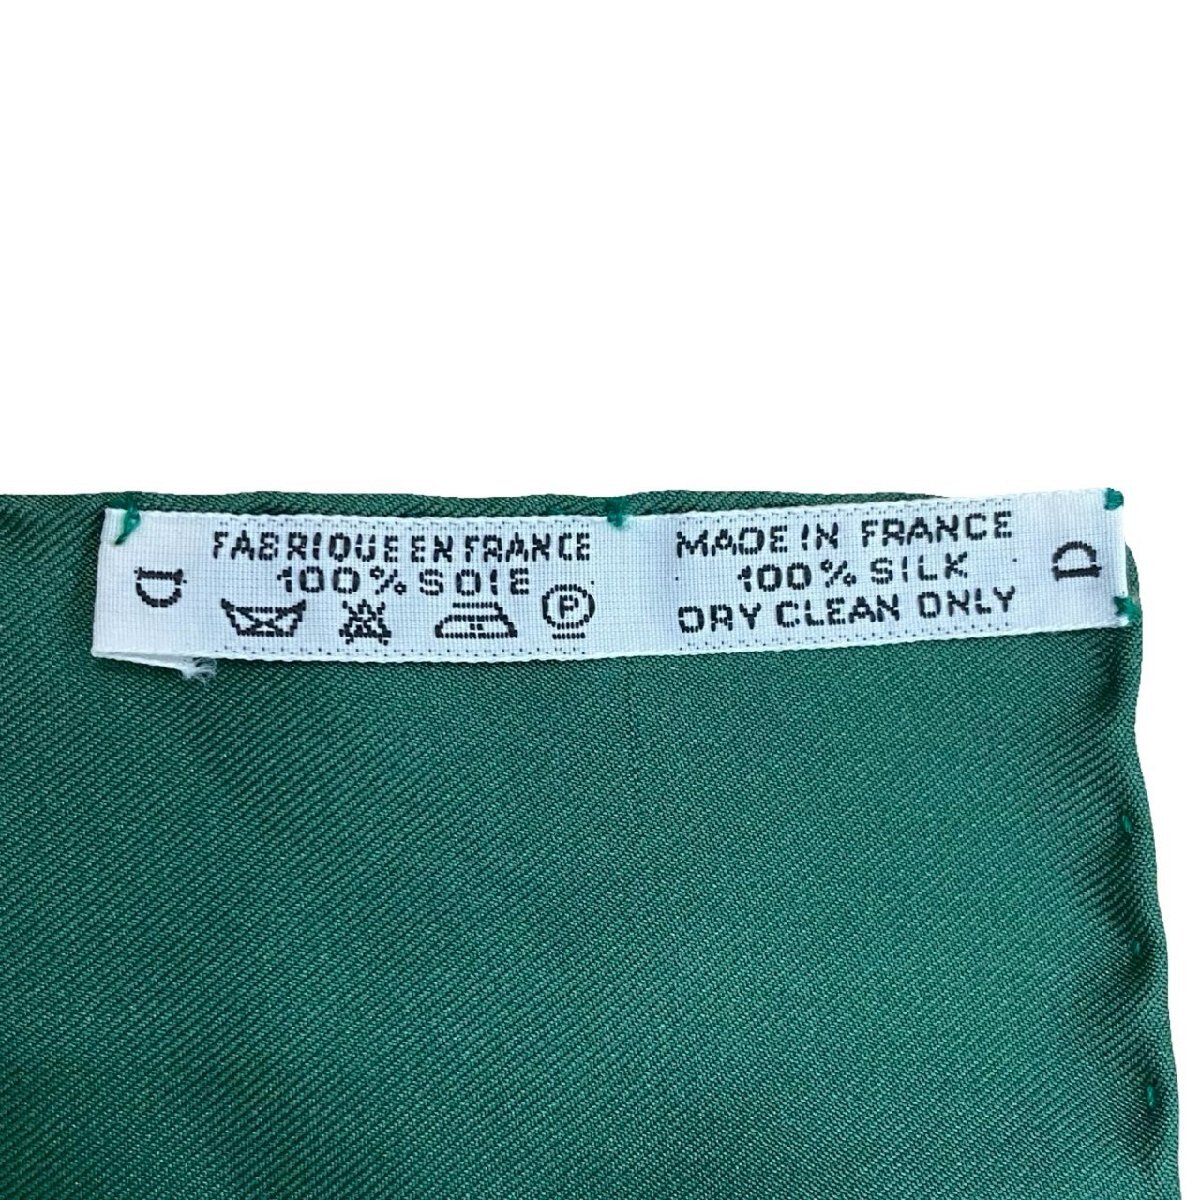 D
FABRIQUE EN FRANCE
100% SOIE
P
MADE IN FRANCE
100% SILK
DRY CLEAN ONLY
D